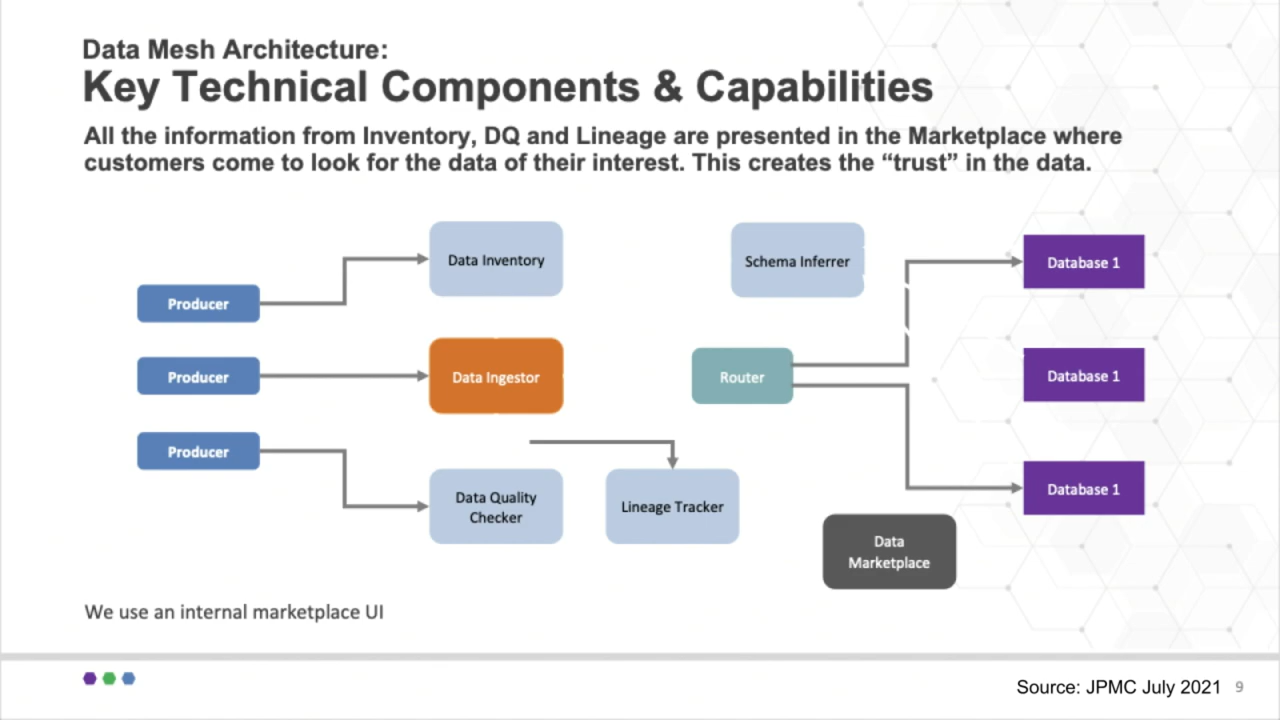 Data Mesh Architecture:
Key Technical Components & Capabilities
All the information from Inventory, DQ and Lineage are presented in the Marketplace where
customers come to look for the data of their interest. This creates the “trust” in the data.
Data Inventory
Schema Inferrer
Database 1
Producer
Producer
Data Ingestor
Router
Database 1
Producer
Data Quality
Checker
Lineage Tracker
Database 1
Data
Marketplace
We use an internal marketplace UI
Source: JPMC July 2021
9